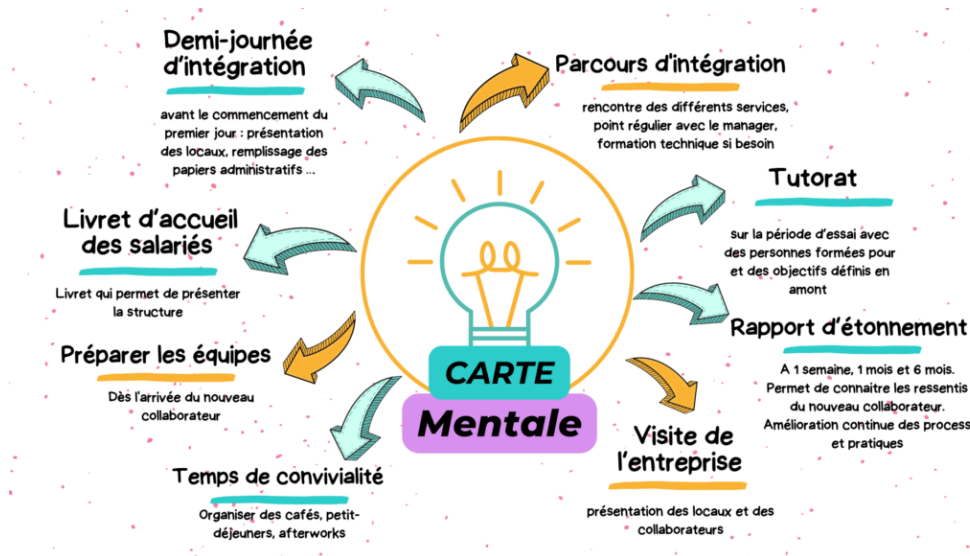 Demi-journée
d'intégration
avant le commencement du
premier jour : présentation
des locaux, remplissage des
papiers administratifs ...
Livret d'accueil
des salariés
Livret qui permet de présenter
la structure
Préparer les équipes
Dès l'arrivée du nouveau
collaborateur
Temps de convivialité
Organiser des cafés, petit-
déjeuners, afterworks
CARTE
Mentale
Parcours d'intégration
rencontre des différents services,
point régulier avec le manager,
formation technique si besoin
Tutorat
sur la période d'essai avec
des personnes formées pour
et des objectifs définis en
amont
Rapport d'étonnement
A 1 semaine, 1 mois et 6 mois.
Permet de connaitre les ressentis
du nouveau collaborateur.
Amélioration continue des process
et pratiques
Visite de
l'entreprise
présentation des locaux et des
collaborateurs